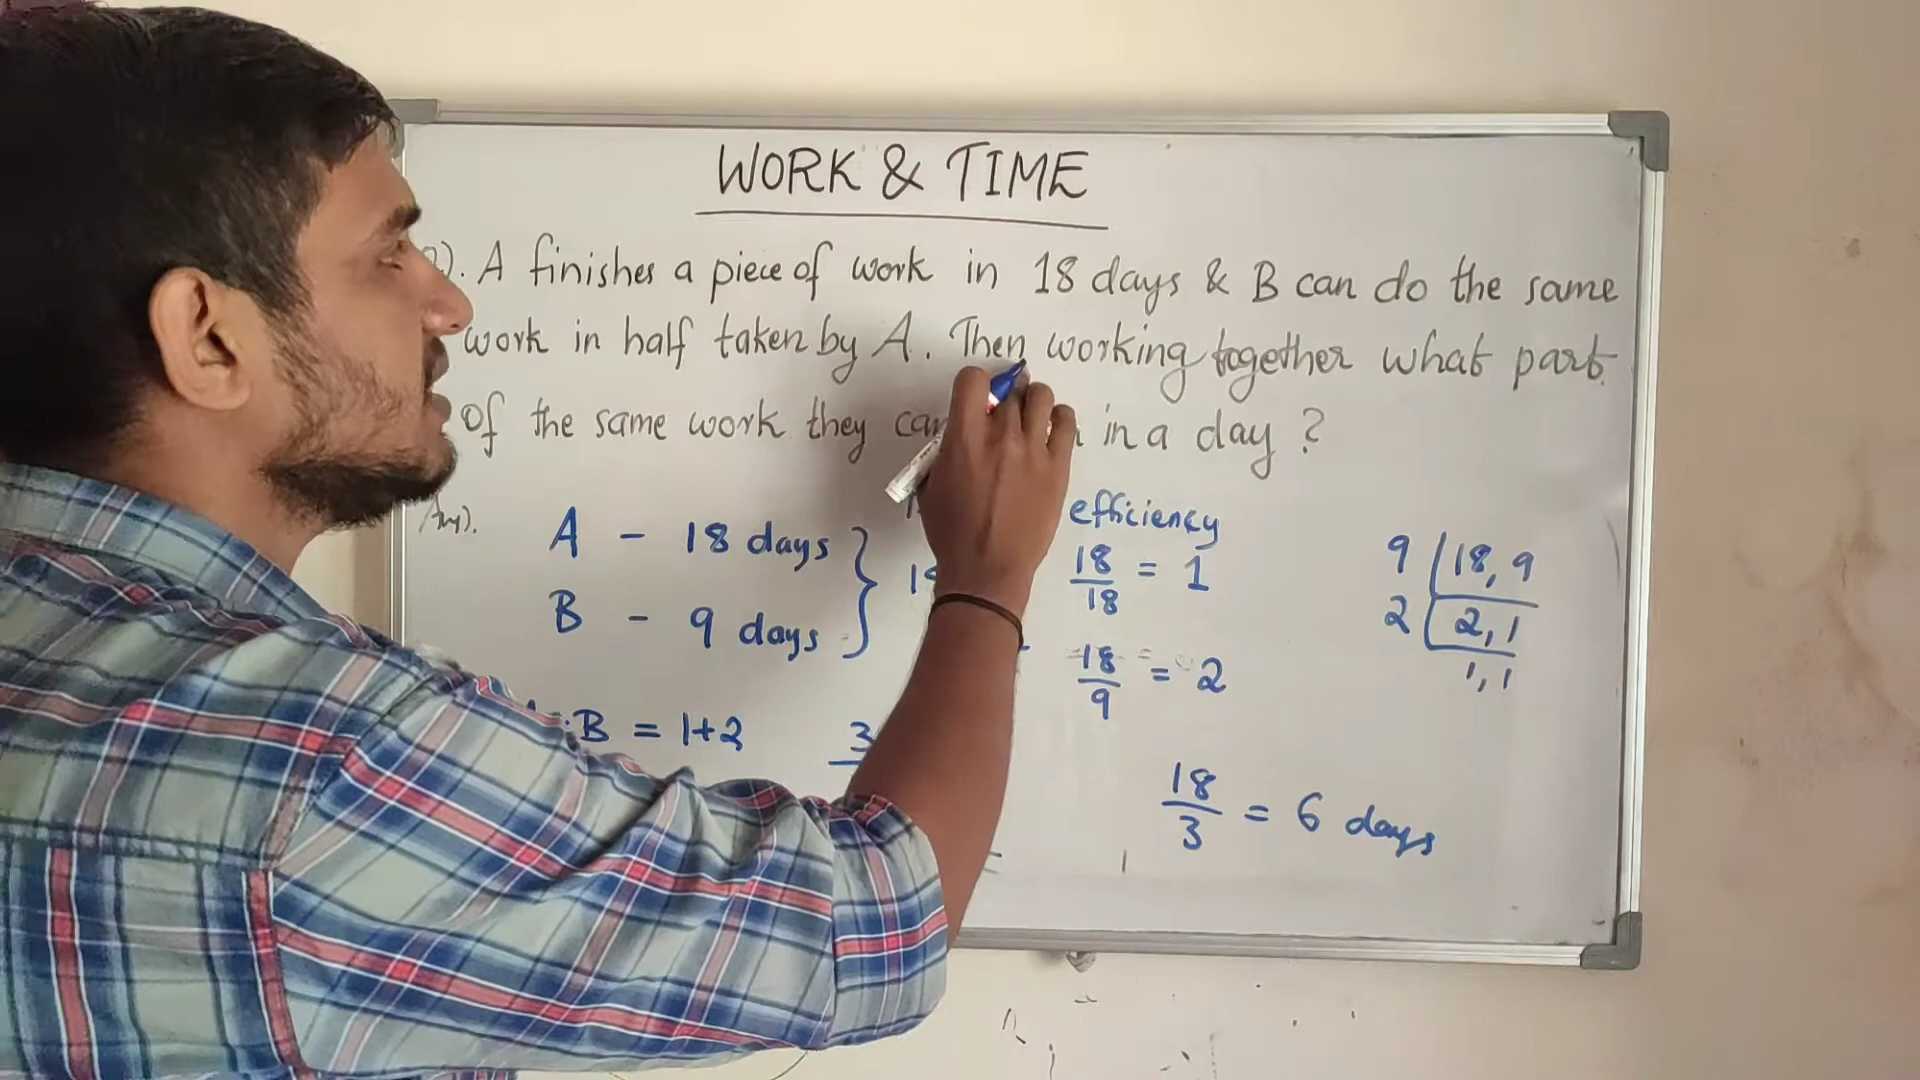 WORK & TIME
). A finishes a piece of work in 18 days & B can do the same
work in half taken by A. Then working together what part
of the same work they can in a day ?
Ans).
efficiency
A - 18 days
18/18 = 1
9 | 18, 9
B - 9 days
2 | 2, 1
18/9 = 2
1, 1
B = 1+2
3
18/3 = 6 days